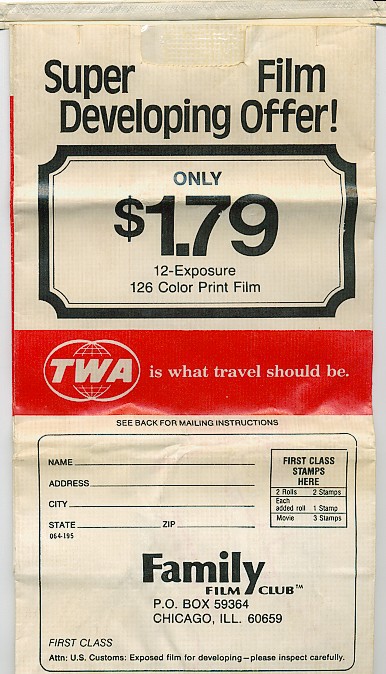 Super Film
Developing Offer!
ONLY
$1.79
12-Exposure
126 Color Print Film
TWA is what travel should be.
SEE BACK FOR MAILING INSTRUCTIONS
NAME
ADDRESS
CITY
STATE ZIP
064-195
FIRST CLASS
STAMPS
HERE
2 Rolls 2 Stamps
Each
added roll 1 Stamp
Movie 3 Stamps
Family
FILM CLUB™
P.O. BOX 59364
CHICAGO, ILL. 60659
FIRST CLASS
Attn: U.S. Customs: Exposed film for developing—please inspect carefully.